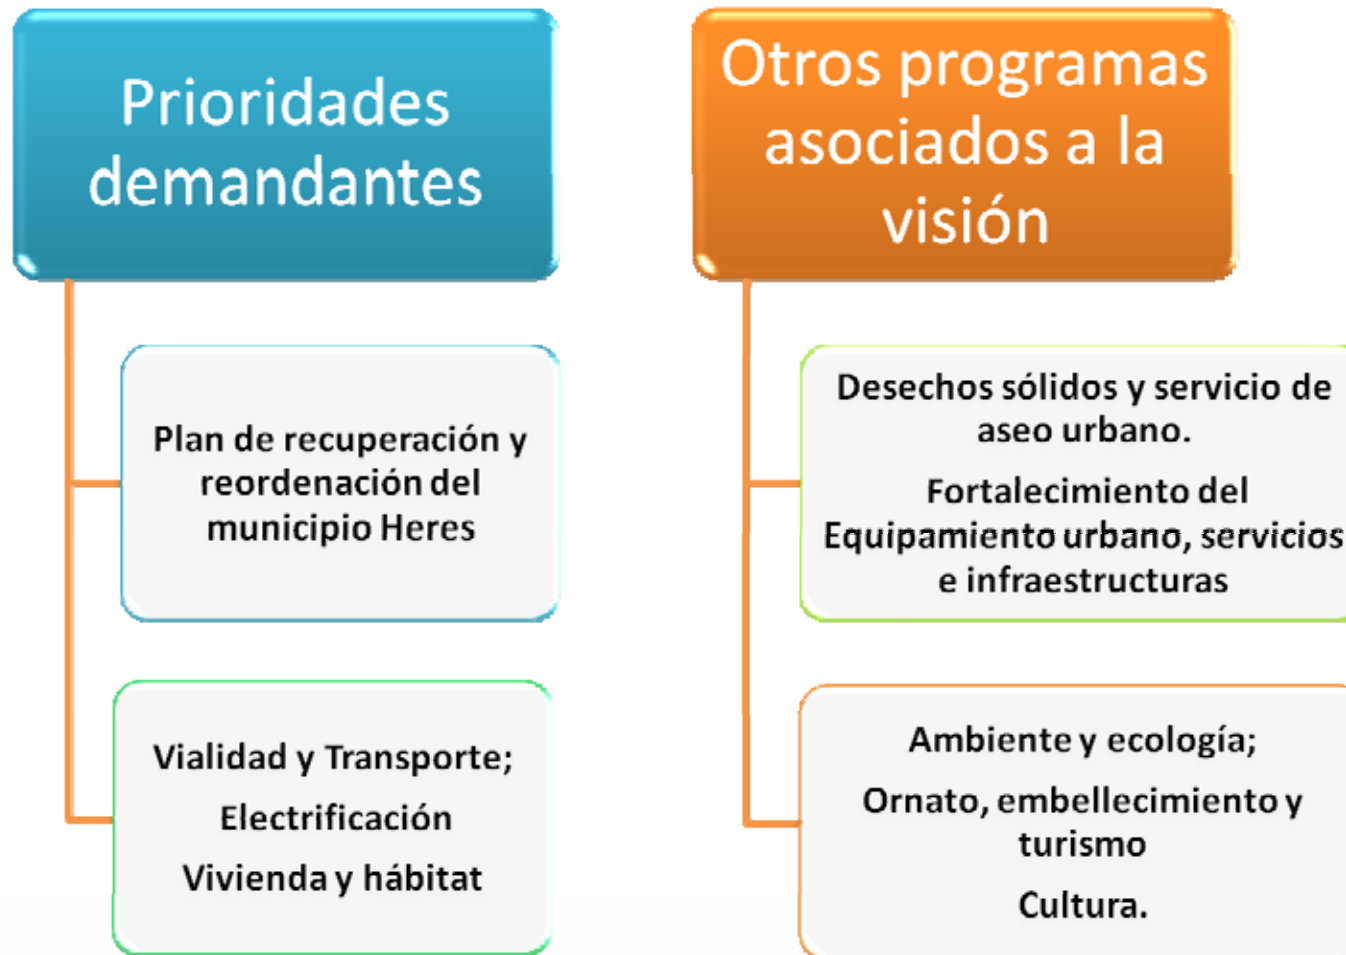 Prioridades
demandantes
Plan de recuperación y
reordenación del
municipio Heres
Vialidad y Transporte;
Electrificación
Vivienda y hábitat
Otros programas
asociados a la
visión
Desechos sólidos y servicio de
aseo urbano.
Fortalecimiento del
Equipamiento urbano, servicios
e infraestructuras
Ambiente y ecología;
Ornato, embellecimiento y
turismo
Cultura.